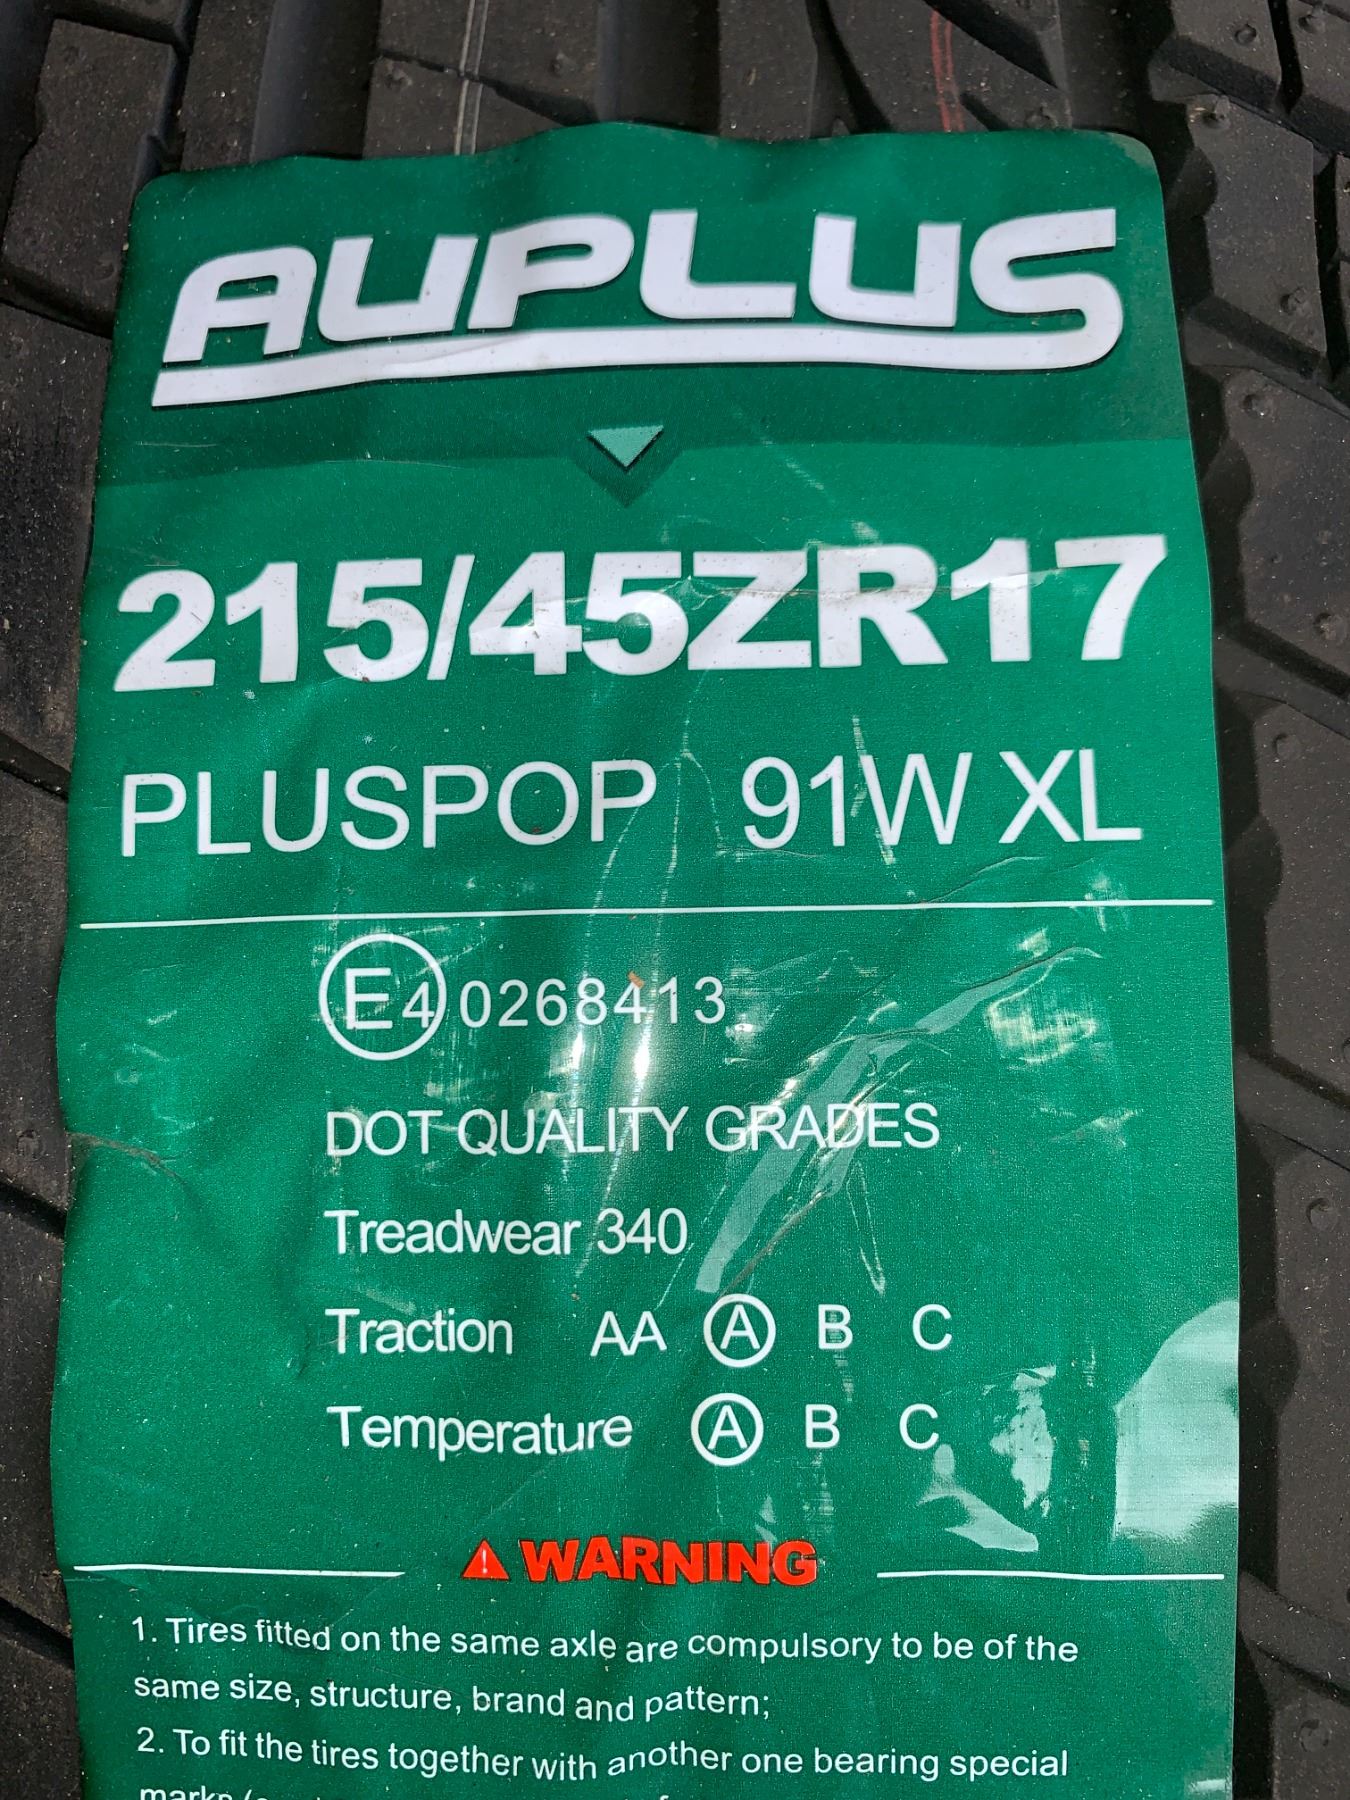 AUPLUS
215/45ZR17
PLUSPOP 91W XL
E4 0268413
DOT QUALITY GRADES
Treadwear 340
Traction AA A B C
Temperature A B C
WARNING
1. Tires fitted on the same axle are compulsory to be of the
same size, structure, brand and pattern;
2. To fit the tires together with another one bearing special